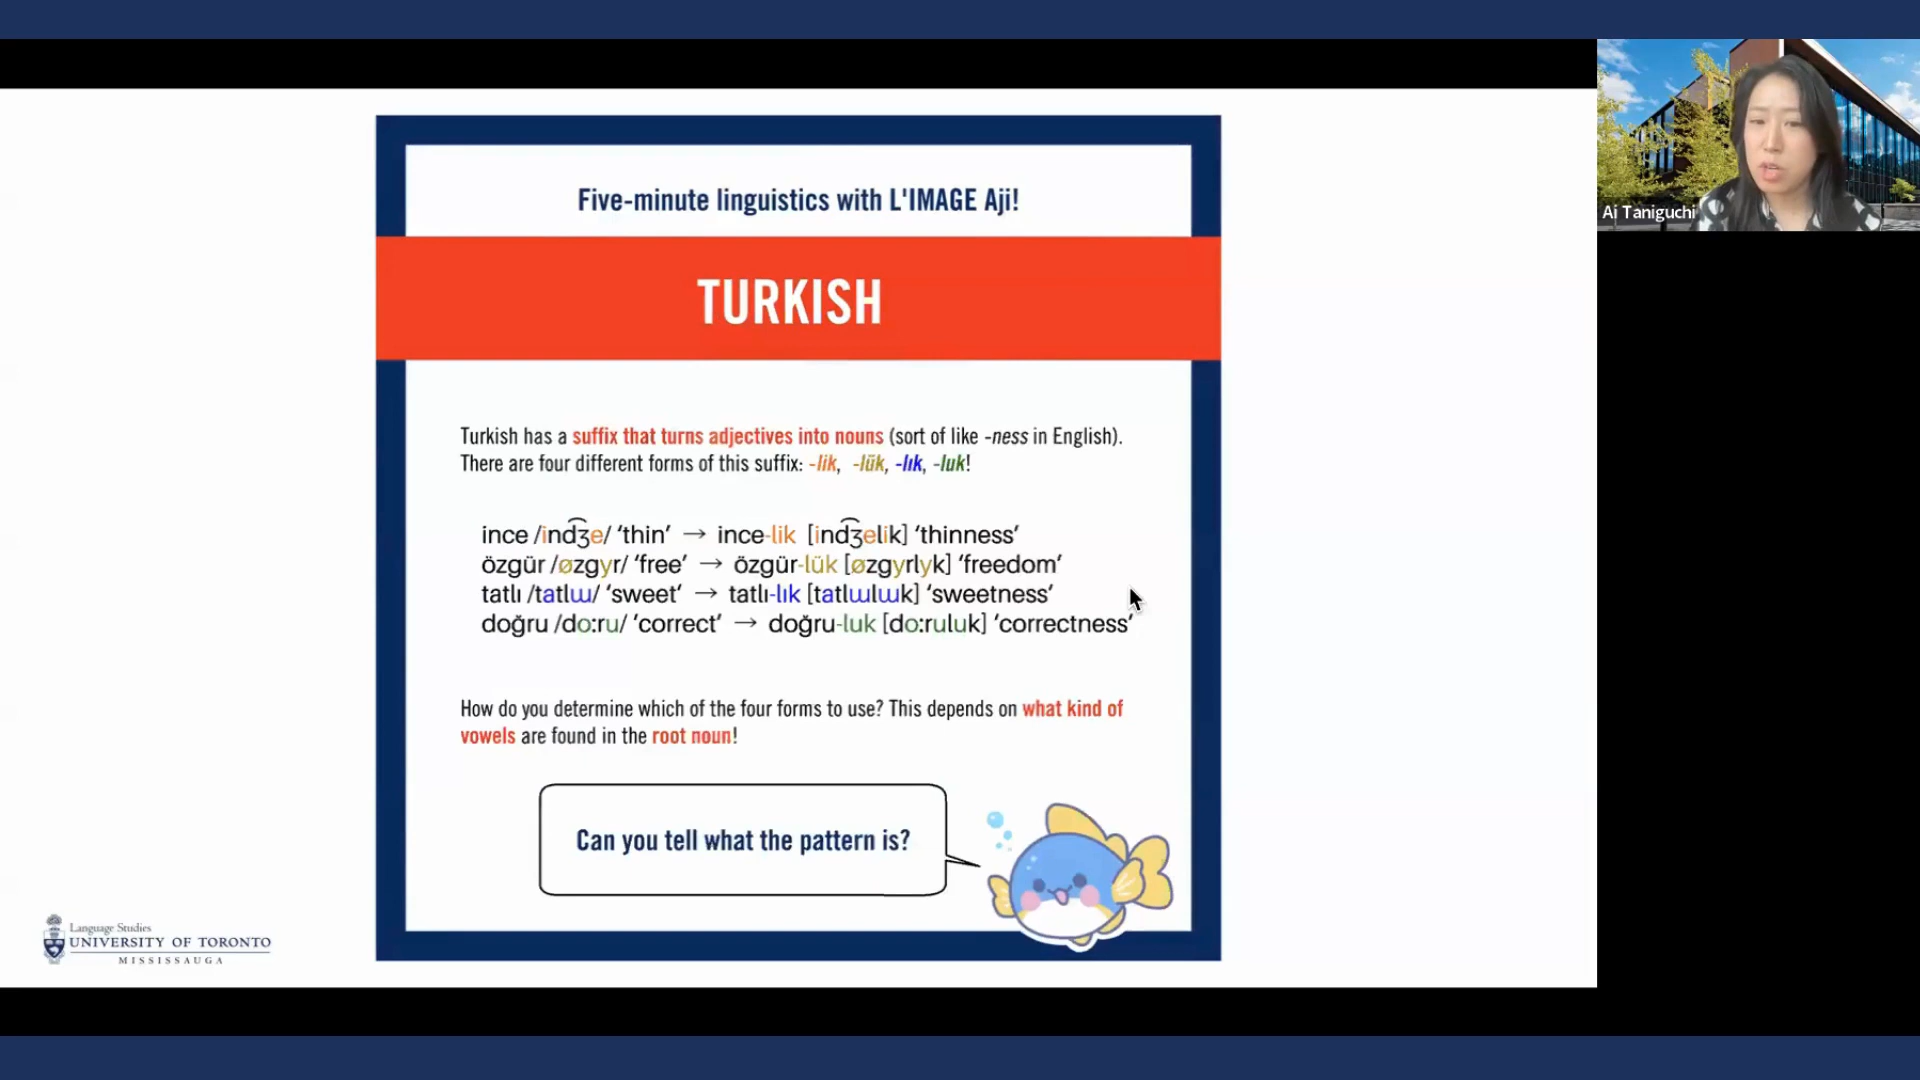 Five-minute linguistics with L'IMAGE Aji!
TURKISH
Turkish has a suffix that turns adjectives into nouns (sort of like -ness in English).
There are four different forms of this suffix: -lik, -lük, -lık, -luk!
ince /ind͡ʒe/ ‘thin’ → ince-lik [ind͡ʒelik] ‘thinness’
özgür /øzgyr/ ‘free’ → özgür-lük [øzgyrlyk] ‘freedom’
tatlı /tatlɯ/ ‘sweet’ → tatlı-lık [tatlɯlɯk] ‘sweetness’
doğru /do:ru/ ‘correct’ → doğru-luk [do:ruluk] ‘correctness’
How do you determine which of the four forms to use? This depends on what kind of
vowels are found in the root noun!
Can you tell what the pattern is?
Language Studies
UNIVERSITY OF TORONTO
MISSISSAUGA
Ai Taniguchi